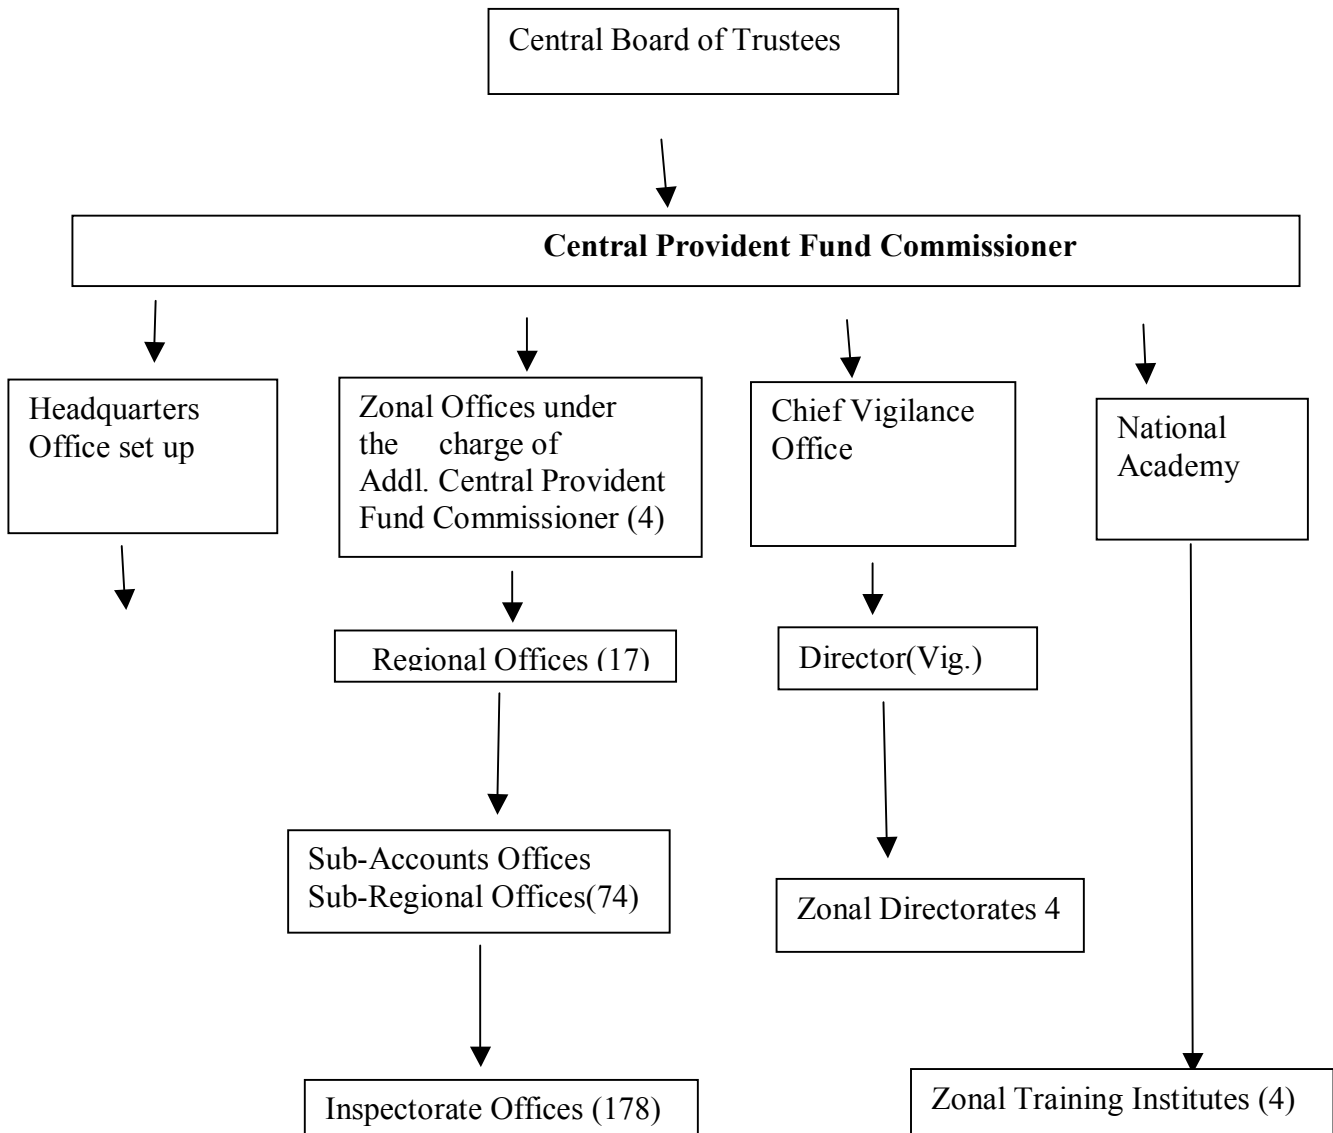 Central Board of Trustees
Central Provident Fund Commissioner
Headquarters
Office set up
Zonal Offices under
the charge of
Addl. Central Provident
Fund Commissioner (4)
Chief Vigilance
Office
National
Academy
Regional Offices (17)
Director(Vig.)
Sub-Accounts Offices
Sub-Regional Offices(74)
Zonal Directorates 4
Inspectorate Offices (178)
Zonal Training Institutes (4)